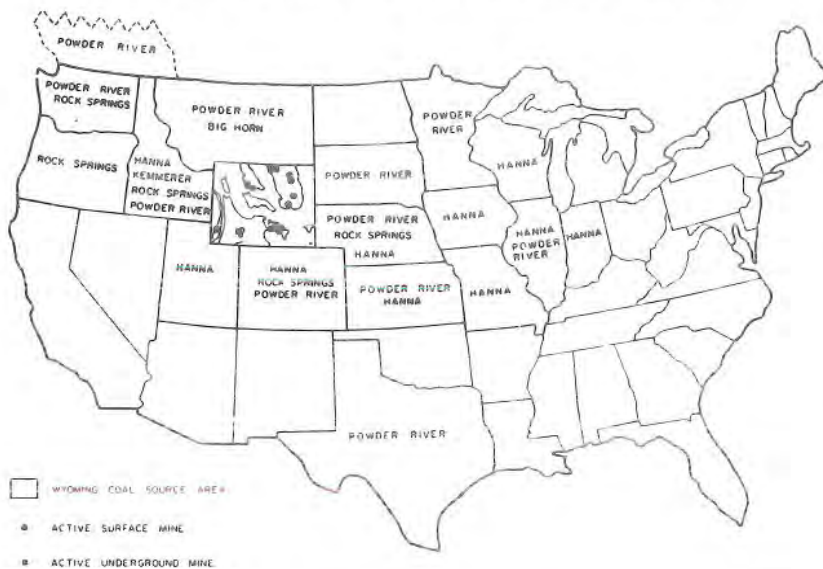 POWDER RIVER
POWDER RIVER
ROCK SPRINGS
POWDER RIVER
BIG HORN
POWDER
RIVER
ROCK SPRINGS
HANNA
KEMMERER
ROCK SPRINGS
POWDER RIVER
POWDER RIVER
HANNA
POWDER RIVER
ROCK SPRINGS
HANNA
HANNA
HANNA
POWDER
RIVER
HANNA
HANNA
HANNA
ROCK SPRINGS
POWDER RIVER
POWDER RIVER
HANNA
HANNA
POWDER RIVER
WYOMING COAL SOURCE AREA
ACTIVE SURFACE MINE
ACTIVE UNDERGROUND MINE